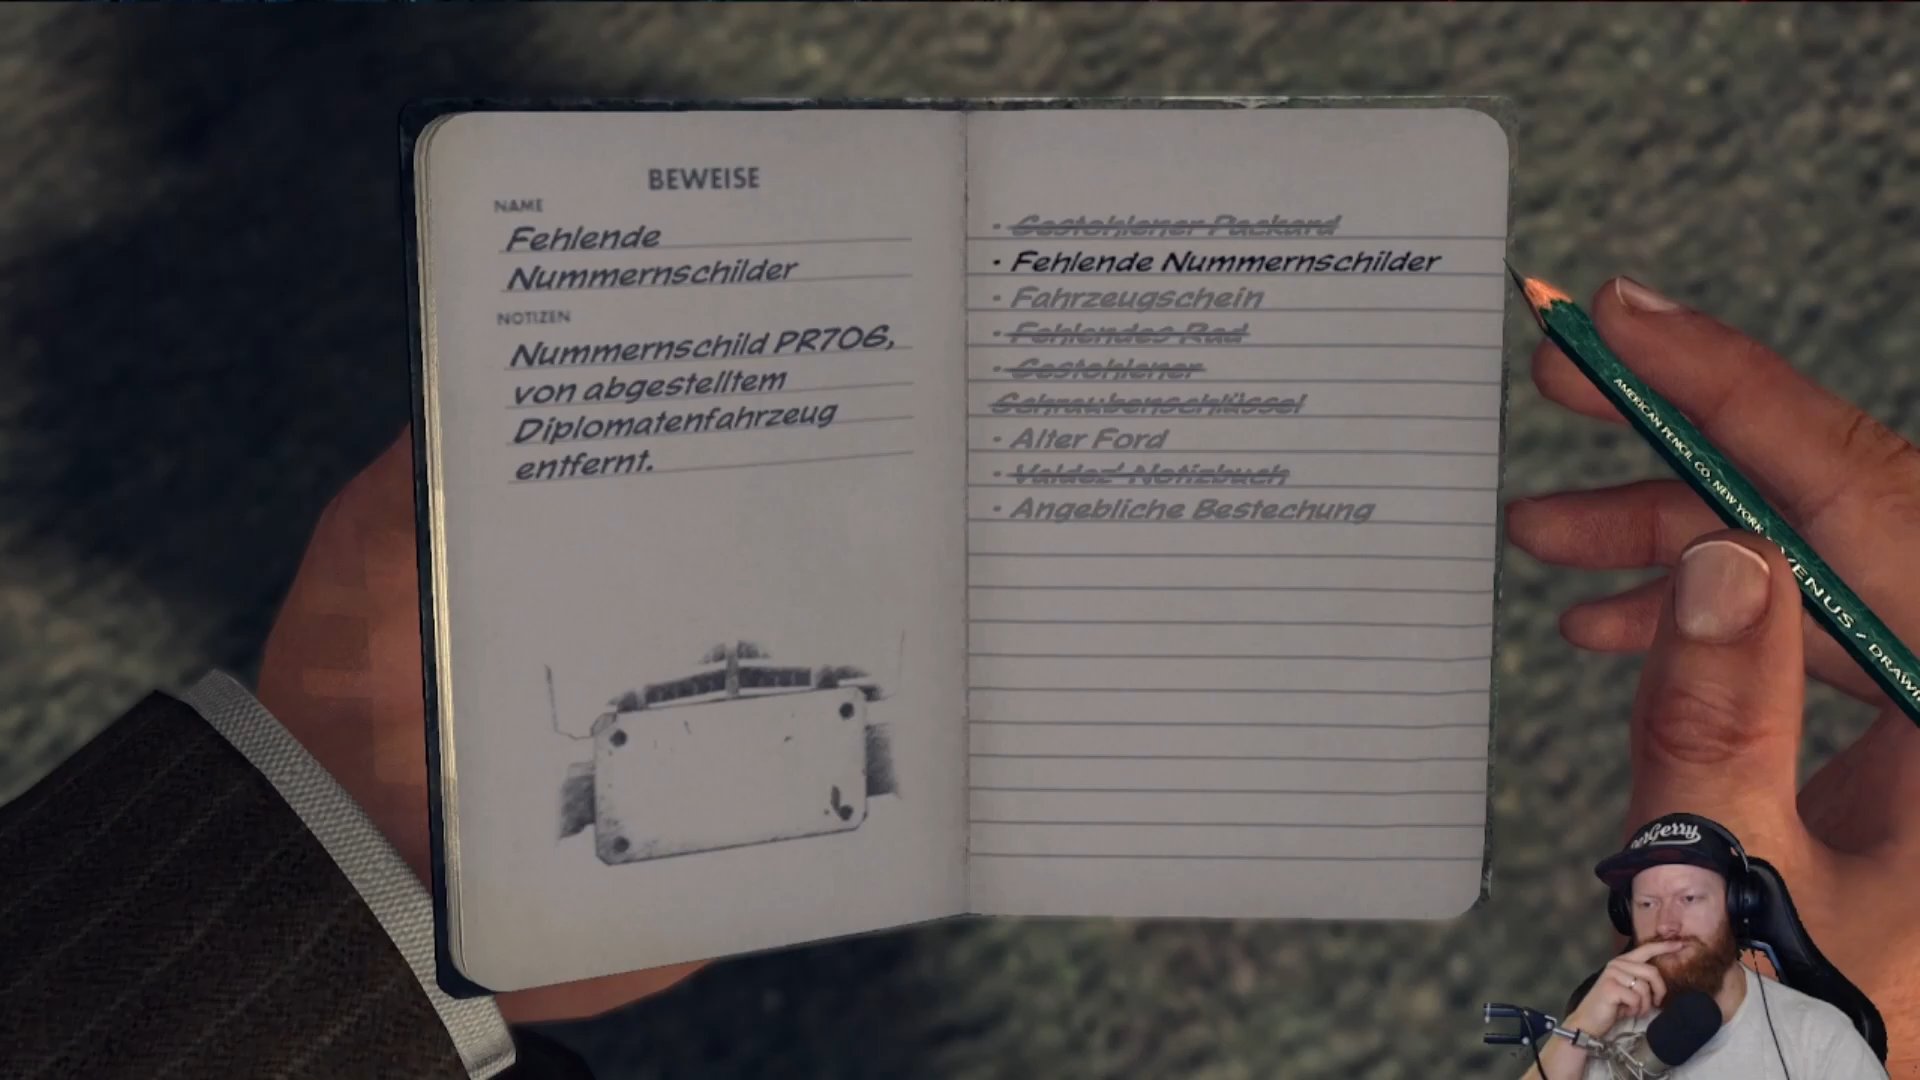 BEWEISE
NAME
Fehlende
Nummernschilder
NOTIZEN
Nummernschild PR706,
von abgestelltem
Diplomatenfahrzeug
entfernt.
· Gestohlener Packard
· Fehlende Nummernschilder
· Fahrzeugschein
· Fehlendes Rad
· Gestohlener
Schraubenschlüssel
· Alter Ford
· Valdez' Notizbuch
· Angebliche Bestechung
AMERICAN PENCIL CO. NEW YORK
VENUS - DRAWI
erGerry